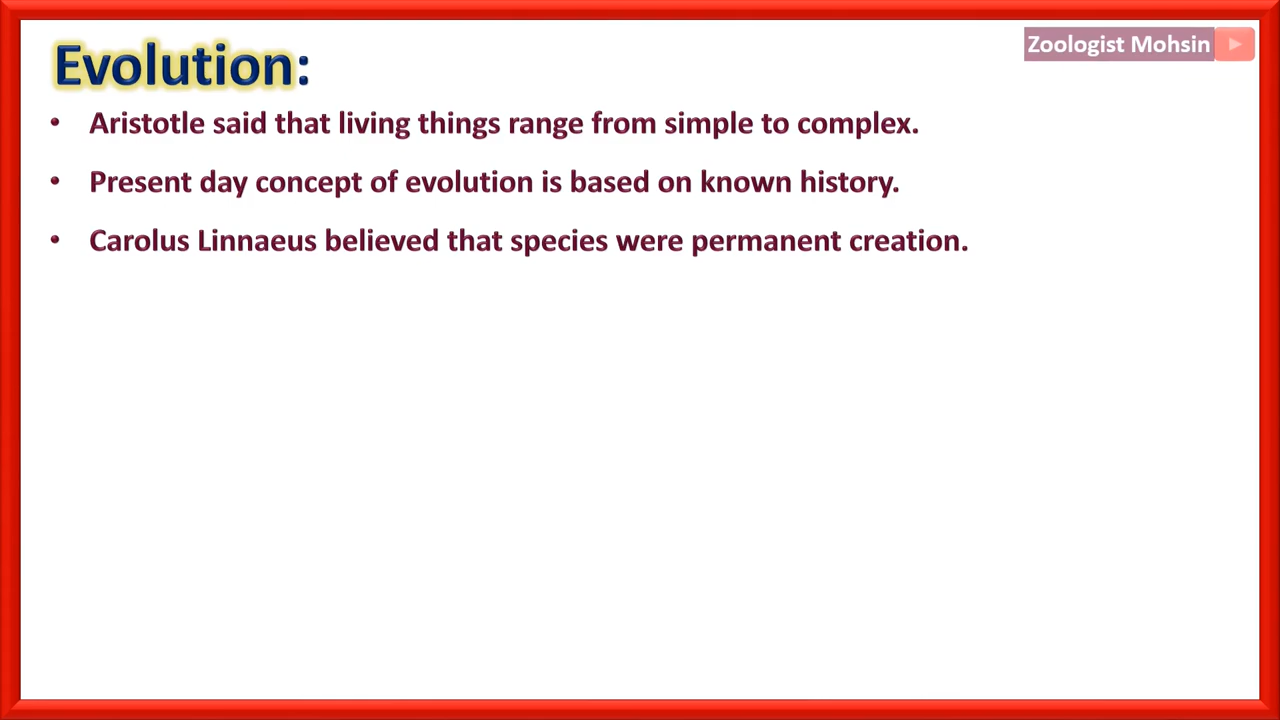 Evolution:
Zoologist Mohsin
• Aristotle said that living things range from simple to complex.
• Present day concept of evolution is based on known history.
• Carolus Linnaeus believed that species were permanent creation.